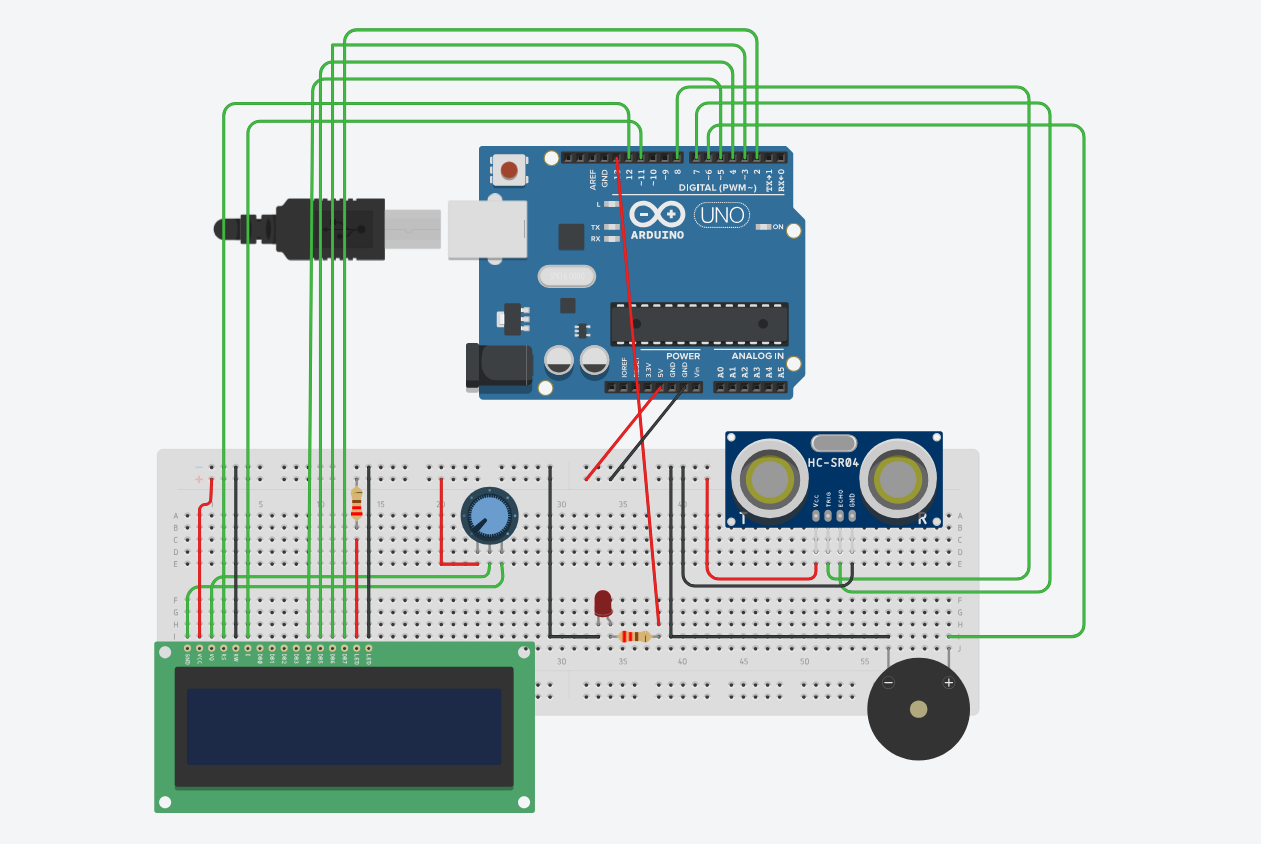 AREF
GND
12
~11
~10
~9
8
7
~6
~5
4
~3
2
TX→1
RX←0
DIGITAL (PWM~)
L
TX
RX
ARDUINO
UNO
ON
POWER
ANALOG IN
IOREF
3.3V
5V
GND
GND
Vin
A0
A1
A2
A3
A4
A5
HC-SR04
VCC
TRIG
ECHO
GND
T
R
5
10
15
30
35
40
A
B
C
D
E
F
G
H
I
A
B
C
D
E
F
G
H
J
GND
VCC
V0
RS
RW
E
DB0
DB1
DB2
DB3
DB4
DB5
DB6
DB7
LED
LED
30
35
40
45
50
55
−
+